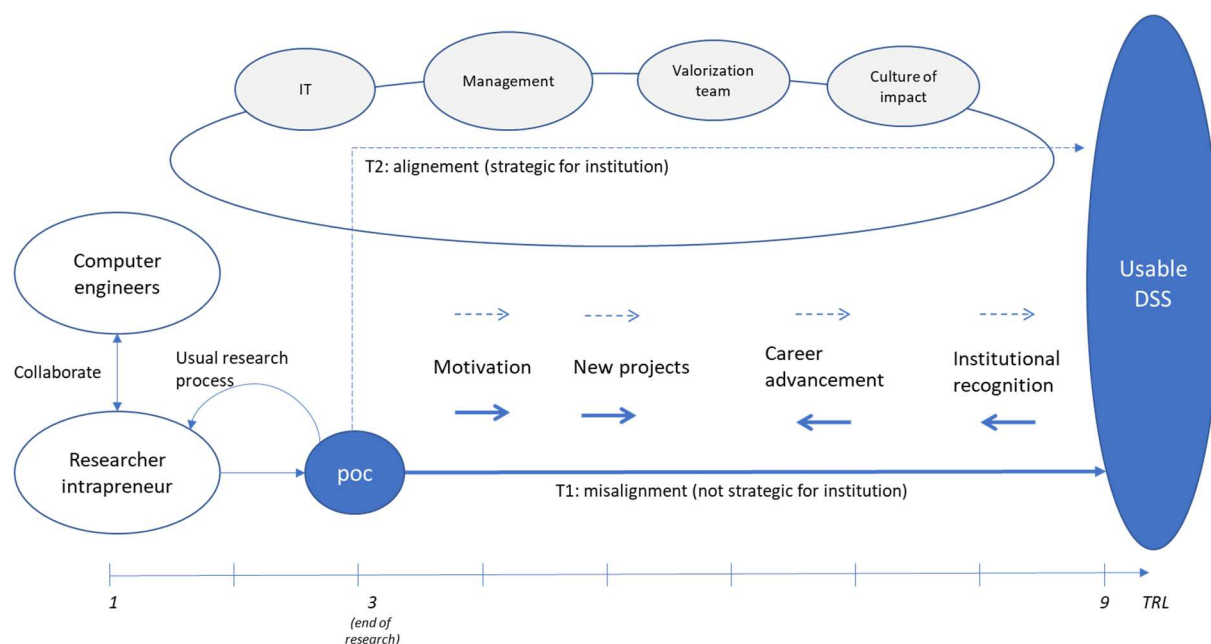 IT
Management
Valorization
team
Culture of
impact
T2: alignement (strategic for institution)
Computer
engineers
Usable
DSS
Collaborate
Usual research
process
Motivation
New projects
Career
advancement
Institutional
recognition
Researcher
intrapreneur
poc
T1: misalignment (not strategic for institution)
1
3
(end of
research)
9
TRL